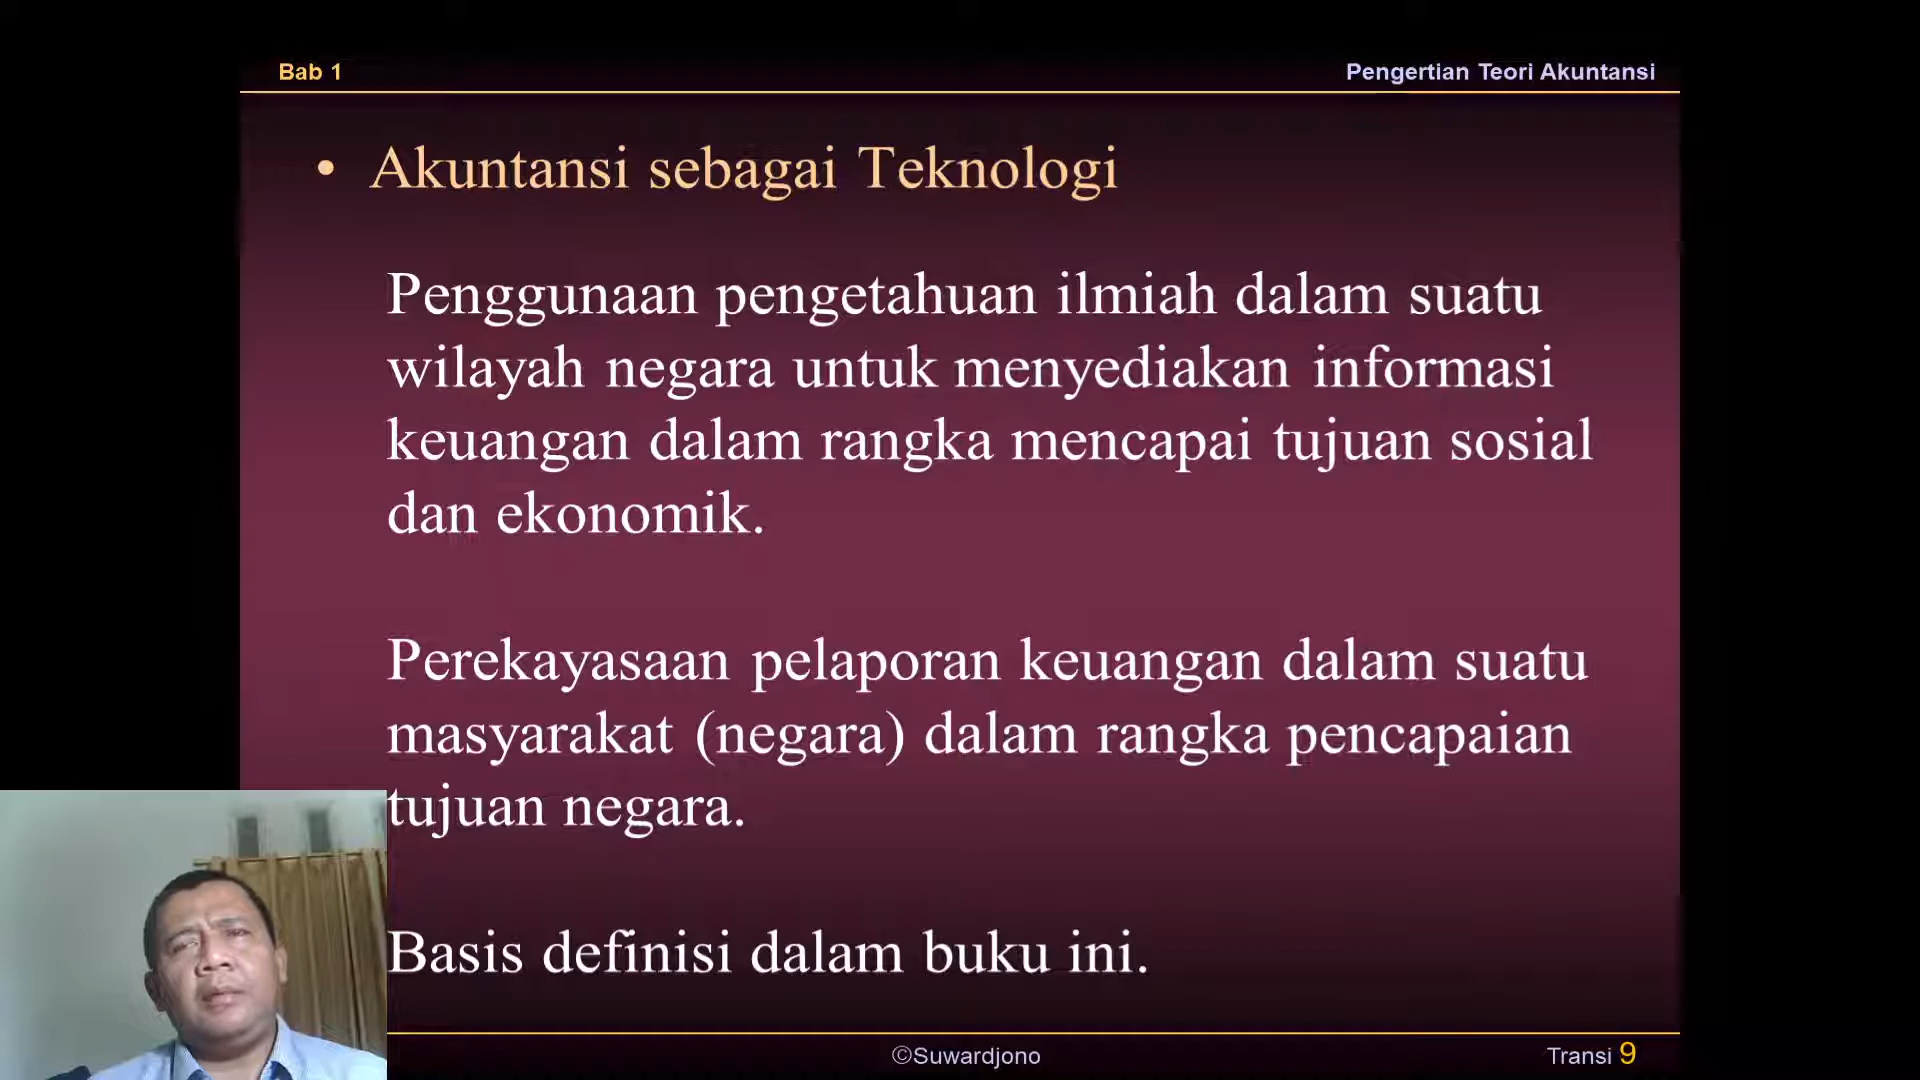 Bab 1
Pengertian Teori Akuntansi
• Akuntansi sebagai Teknologi
Penggunaan pengetahuan ilmiah dalam suatu
wilayah negara untuk menyediakan informasi
keuangan dalam rangka mencapai tujuan sosial
dan ekonomik.
Perekayasaan pelaporan keuangan dalam suatu
masyarakat (negara) dalam rangka pencapaian
tujuan negara.
Basis definisi dalam buku ini.
©Suwardjono
Transi 9